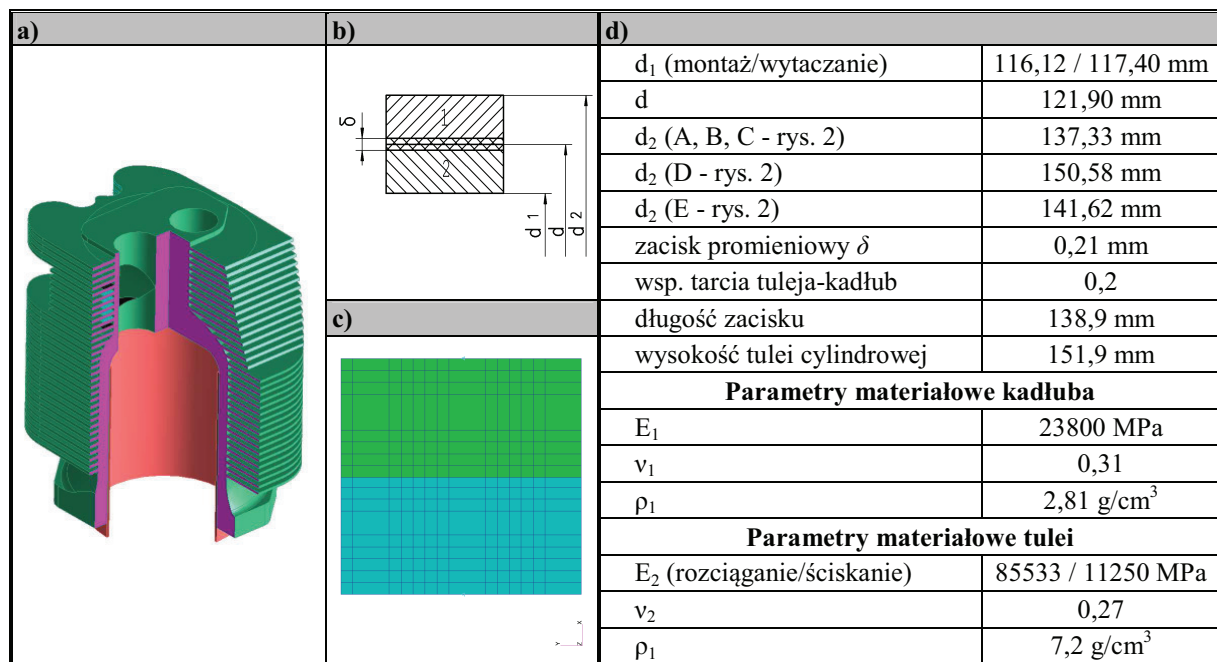 a)
b)
1
2
δ
d 1
d
d 2
c)
X
Y
Z
d)
d₁ (montaż/wytaczanie) 116,12 / 117,40 mm
d 121,90 mm
d₂ (A, B, C - rys. 2) 137,33 mm
d₂ (D - rys. 2) 150,58 mm
d₂ (E - rys. 2) 141,62 mm
zacisk promieniowy δ 0,21 mm
wsp. tarcia tuleja-kadłub 0,2
długość zacisku 138,9 mm
wysokość tulei cylindrowej 151,9 mm
Parametry materiałowe kadłuba
E₁ 23800 MPa
ν₁ 0,31
ρ₁ 2,81 g/cm³
Parametry materiałowe tulei
E₂ (rozciąganie/ściskanie) 85533 / 11250 MPa
ν₂ 0,27
ρ₁ 7,2 g/cm³